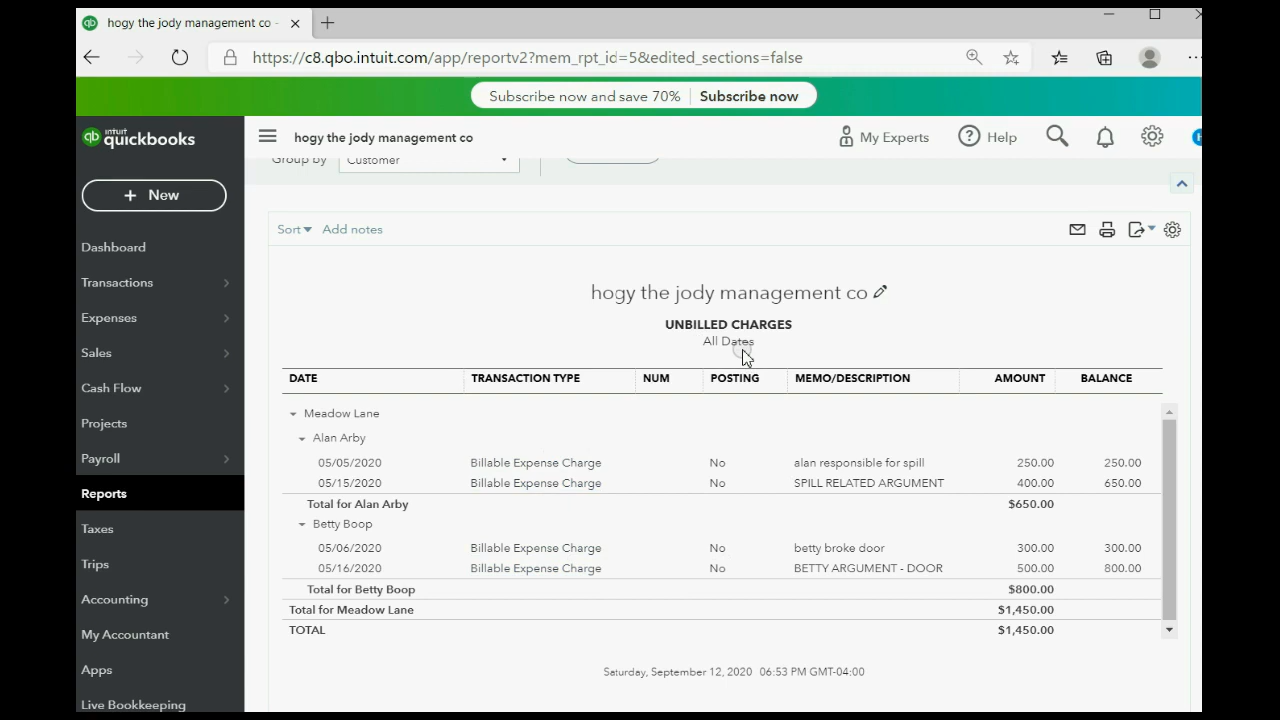 hogy the jody management co -
https://c8.qbo.intuit.com/app/reportv2?mem_rpt_id=5&edited_sections=false
Subscribe now and save 70% Subscribe now
intuit quickbooks
hogy the jody management co
My Experts
Help
+ New
Dashboard
Transactions
Expenses
Sales
Cash Flow
Projects
Payroll
Reports
Taxes
Trips
Accounting
My Accountant
Apps
Live Bookkeeping
Group by Customer
Sort Add notes
hogy the jody management co
UNBILLED CHARGES
All Dates
DATE TRANSACTION TYPE NUM POSTING MEMO/DESCRIPTION AMOUNT BALANCE
Meadow Lane
Alan Arby
05/05/2020 Billable Expense Charge No alan responsible for spill 250.00 250.00
05/15/2020 Billable Expense Charge No SPILL RELATED ARGUMENT 400.00 650.00
Total for Alan Arby $650.00
Betty Boop
05/06/2020 Billable Expense Charge No betty broke door 300.00 300.00
05/16/2020 Billable Expense Charge No BETTY ARGUMENT - DOOR 500.00 800.00
Total for Betty Boop $800.00
Total for Meadow Lane $1,450.00
TOTAL $1,450.00
Saturday, September 12, 2020 06:53 PM GMT-04:00